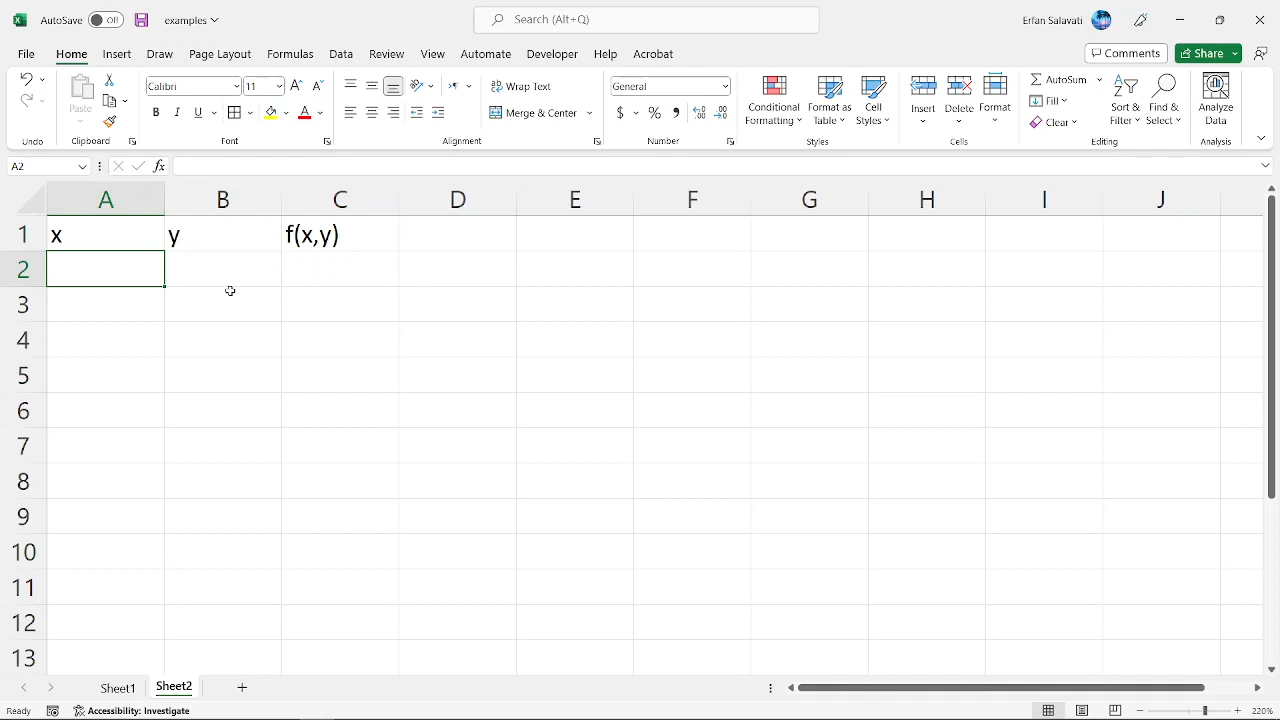 AutoSave Off examples Search (Alt+Q) Erfan Salavati
File Home Insert Draw Page Layout Formulas Data Review View Automate Developer Help Acrobat Comments Share
Calibri 11 Wrap Text General AutoSum
Paste B I U Merge & Center $ % Conditional Formatting Format as Table Cell Styles Insert Delete Format Fill Sort & Filter Find & Select Analyze Data
Clear
Undo Clipboard Font Alignment Number Styles Cells Editing Analysis
A2 fx
A B C D E F G H I J
1 x y f(x,y)
2
3
4
5
6
7
8
9
10
11
12
13
Sheet1 Sheet2
Ready Accessibility: Investigate 220%